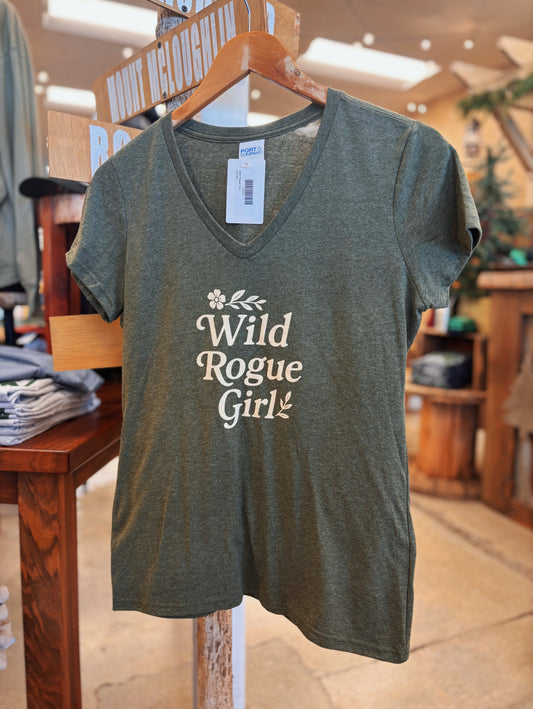 MOUNT MCLOUGHLIN
PORT &
COMPANY
Wild
Rogue
Girl